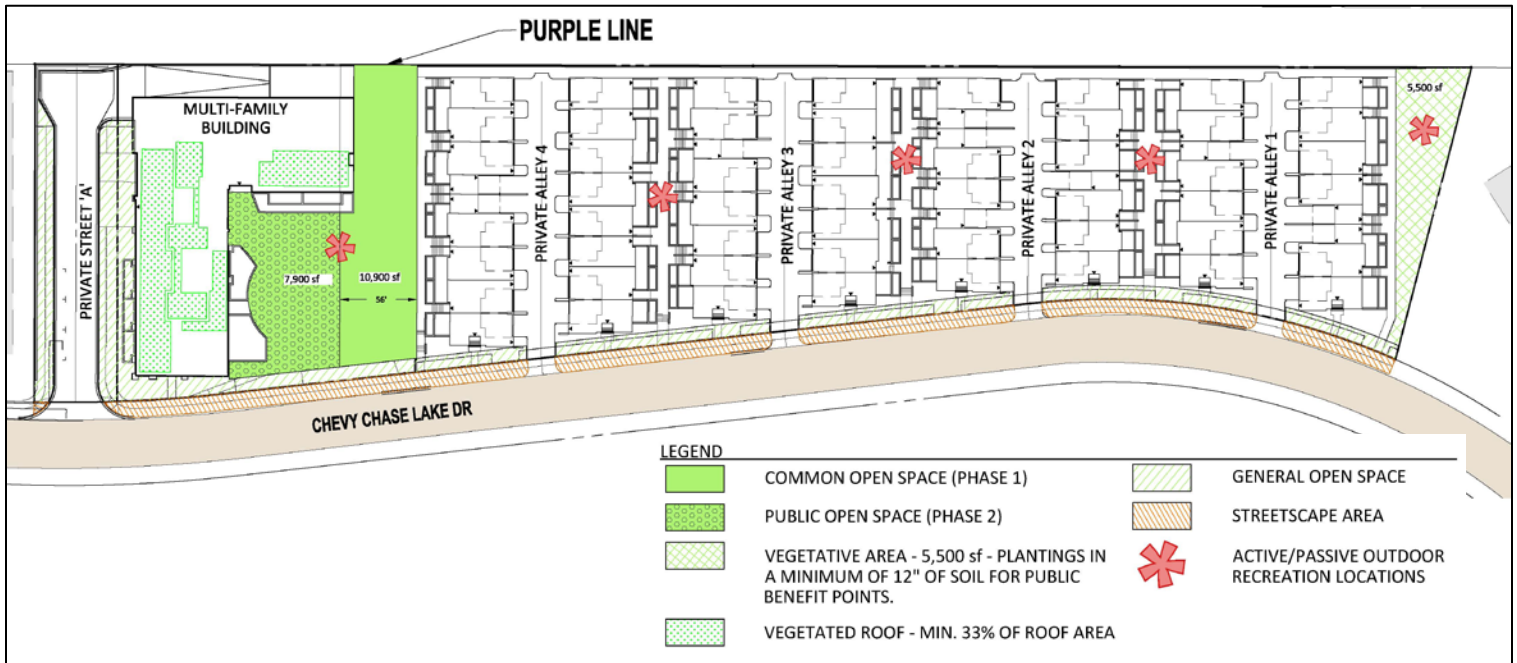 PURPLE LINE
MULTI-FAMILY
BUILDING
PRIVATE STREET 'A'
7,900 sf
10,900 sf
56'
PRIVATE ALLEY 4
PRIVATE ALLEY 3
PRIVATE ALLEY 2
PRIVATE ALLEY 1
5,500 sf
CHEVY CHASE LAKE DR
LEGEND
COMMON OPEN SPACE (PHASE 1)
PUBLIC OPEN SPACE (PHASE 2)
VEGETATIVE AREA - 5,500 sf - PLANTINGS IN
A MINIMUM OF 12" OF SOIL FOR PUBLIC
BENEFIT POINTS.
VEGETATED ROOF - MIN. 33% OF ROOF AREA
GENERAL OPEN SPACE
STREETSCAPE AREA
ACTIVE/PASSIVE OUTDOOR
RECREATION LOCATIONS